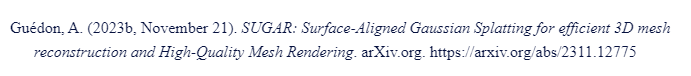 Guédon, A. (2023b, November 21). SUGAR: Surface-Aligned Gaussian Splatting for efficient 3D mesh
reconstruction and High-Quality Mesh Rendering. arXiv.org. https://arxiv.org/abs/2311.12775